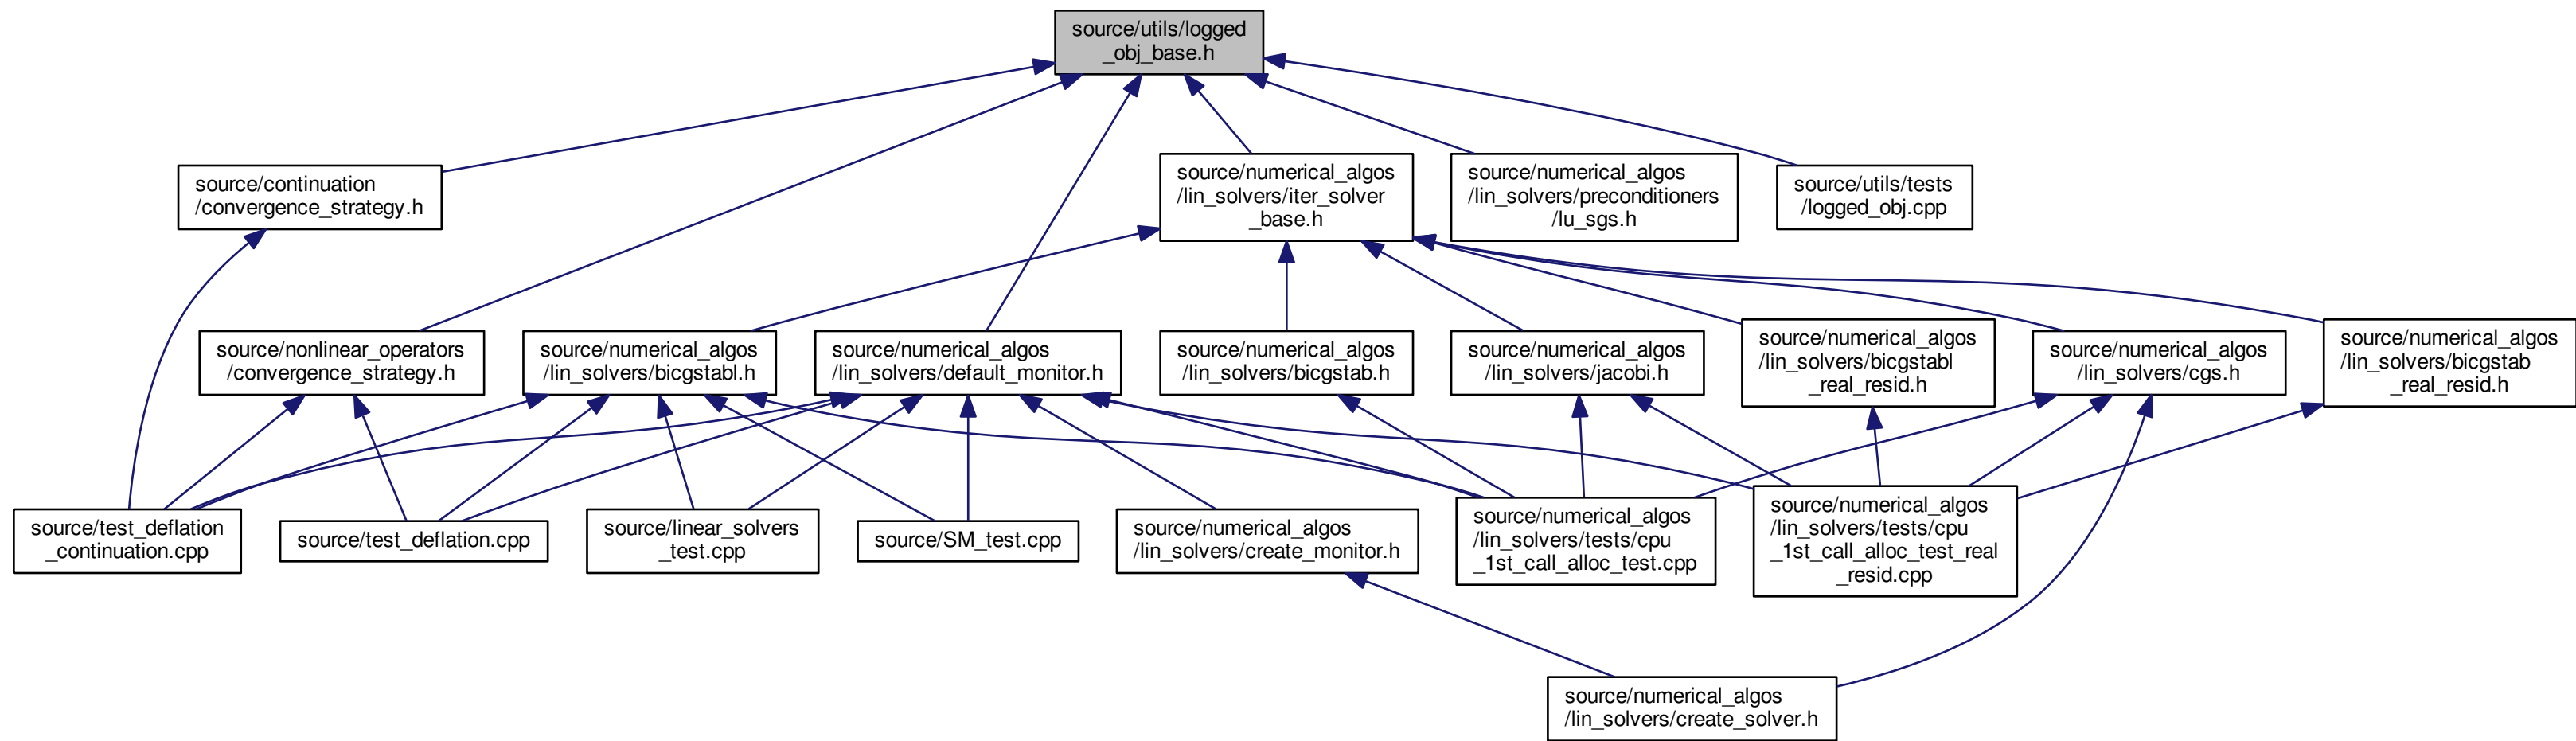 source/utils/logged
_obj_base.h
source/continuation
/convergence_strategy.h
source/numerical_algos
/lin_solvers/iter_solver
_base.h
source/numerical_algos
/lin_solvers/preconditioners
/lu_sgs.h
source/utils/tests
/logged_obj.cpp
source/nonlinear_operators
/convergence_strategy.h
source/numerical_algos
/lin_solvers/bicgstabl.h
source/numerical_algos
/lin_solvers/default_monitor.h
source/numerical_algos
/lin_solvers/bicgstab.h
source/numerical_algos
/lin_solvers/jacobi.h
source/numerical_algos
/lin_solvers/bicgstabl
_real_resid.h
source/numerical_algos
/lin_solvers/cgs.h
source/numerical_algos
/lin_solvers/bicgstab
_real_resid.h
source/test_deflation
_continuation.cpp
source/test_deflation.cpp
source/linear_solvers
_test.cpp
source/SM_test.cpp
source/numerical_algos
/lin_solvers/create_monitor.h
source/numerical_algos
/lin_solvers/tests/cpu
_1st_call_alloc_test.cpp
source/numerical_algos
/lin_solvers/tests/cpu
_1st_call_alloc_test_real
_resid.cpp
source/numerical_algos
/lin_solvers/create_solver.h